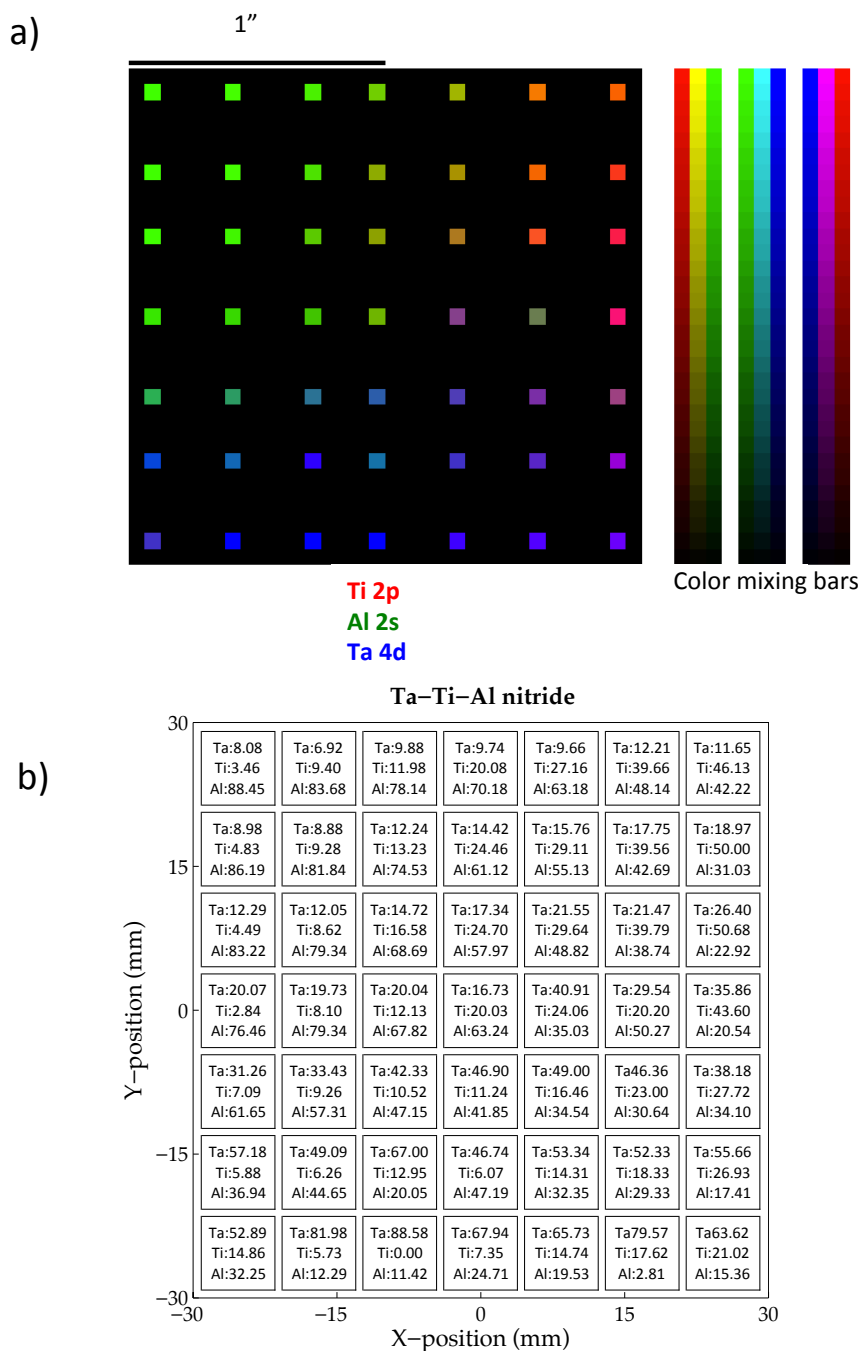 a)
1”
Color mixing bars
Ti 2p
Al 2s
Ta 4d
b)
Ta−Ti−Al nitride
30
Ta:8.08 Ta:6.92 Ta:9.88 Ta:9.74 Ta:9.66 Ta:12.21 Ta:11.65
Ti:3.46 Ti:9.40 Ti:11.98 Ti:20.08 Ti:27.16 Ti:39.66 Ti:46.13
Al:88.45 Al:83.68 Al:78.14 Al:70.18 Al:63.18 Al:48.14 Al:42.22
Ta:8.98 Ta:8.88 Ta:12.24 Ta:14.42 Ta:15.76 Ta:17.75 Ta:18.97
15 Ti:4.83 Ti:9.28 Ti:13.23 Ti:24.46 Ti:29.11 Ti:39.56 Ti:50.00
Al:86.19 Al:81.84 Al:74.53 Al:61.12 Al:55.13 Al:42.69 Al:31.03
Ta:12.29 Ta:12.05 Ta:14.72 Ta:17.34 Ta:21.55 Ta:21.47 Ta:26.40
Ti:4.49 Ti:8.62 Ti:16.58 Ti:24.70 Ti:29.64 Ti:39.79 Ti:50.68
Al:83.22 Al:79.34 Al:68.69 Al:57.97 Al:48.82 Al:38.74 Al:22.92
Ta:20.07 Ta:19.73 Ta:20.04 Ta:16.73 Ta:40.91 Ta:29.54 Ta:35.86
0 Ti:2.84 Ti:8.10 Ti:12.13 Ti:20.03 Ti:24.06 Ti:20.20 Ti:43.60
Al:76.46 Al:79.34 Al:67.82 Al:63.24 Al:35.03 Al:50.27 Al:20.54
Y−position (mm)
Ta:31.26 Ta:33.43 Ta:42.33 Ta:46.90 Ta:49.00 Ta46.36 Ta:38.18
Ti:7.09 Ti:9.26 Ti:10.52 Ti:11.24 Ti:16.46 Ti:23.00 Ti:27.72
Al:61.65 Al:57.31 Al:47.15 Al:41.85 Al:34.54 Al:30.64 Al:34.10
Ta:57.18 Ta:49.09 Ta:67.00 Ta:46.74 Ta:53.34 Ta:52.33 Ta:55.66
−15 Ti:5.88 Ti:6.26 Ti:12.95 Ti:6.07 Ti:14.31 Ti:18.33 Ti:26.93
Al:36.94 Al:44.65 Al:20.05 Al:47.19 Al:32.35 Al:29.33 Al:17.41
Ta:52.89 Ta:81.98 Ta:88.58 Ta:67.94 Ta:65.73 Ta79.57 Ta63.62
Ti:14.86 Ti:5.73 Ti:0.00 Ti:7.35 Ti:14.74 Ti:17.62 Ti:21.02
Al:32.25 Al:12.29 Al:11.42 Al:24.71 Al:19.53 Al:2.81 Al:15.36
−30
−30 −15 0 15 30
X−position (mm)